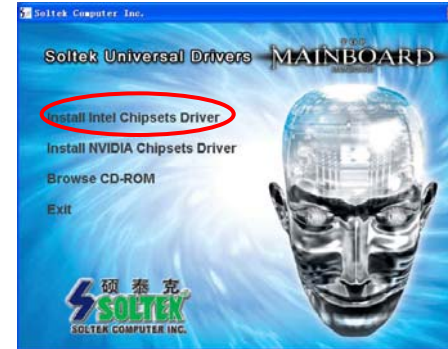 Soltek Computer Inc.
Soltek Universal Drivers
THE
MAINBOARD
Install Intel Chipsets Driver
Install NVIDIA Chipsets Driver
Browse CD-ROM
Exit
硕泰克
SOLTEK
SOLTEK COMPUTER INC.